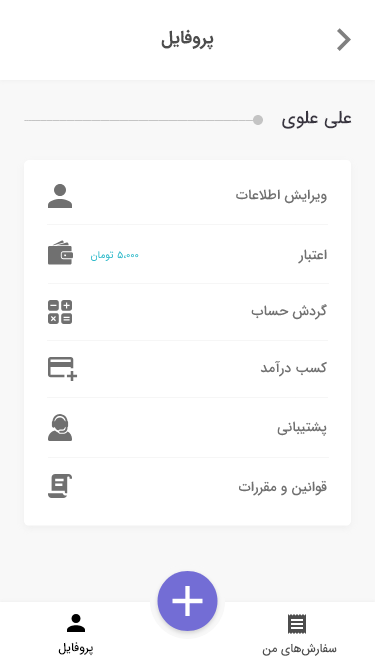 پروفایل
علی علوی
ویرایش اطلاعات
اعتبار
۵،۰۰۰ تومان
گردش حساب
کسب درآمد
پشتیبانی
قوانین و مقررات
سفارش‌های من
پروفایل